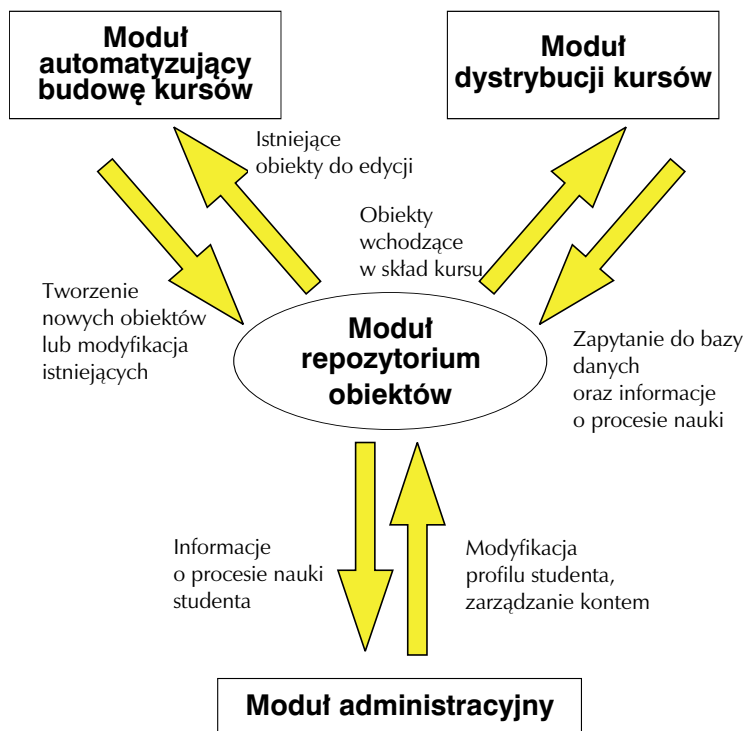 Moduł
automatyzujący
budowę kursów
Moduł
dystrybucji kursów
Istniejące
obiekty do edycji
Obiekty
wchodzące
w skład kursu
Tworzenie
nowych obiektów
lub modyfikacja
istniejących
Moduł
repozytorium
obiektów
Zapytanie do bazy
danych
oraz informacje
o procesie nauki
Informacje
o procesie nauki
studenta
Modyfikacja
profilu studenta,
zarządzanie kontem
Moduł administracyjny